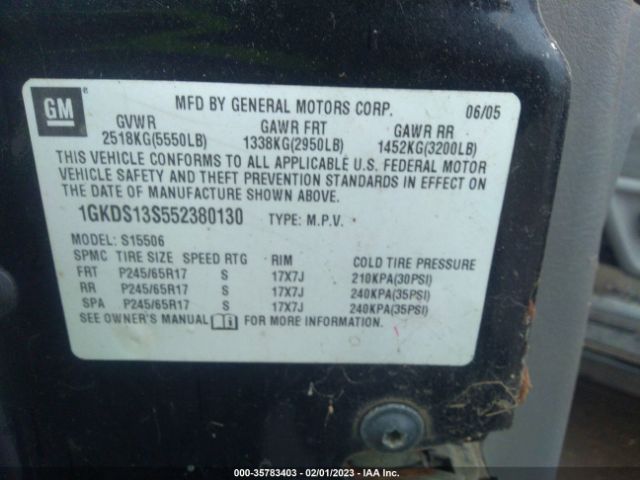 GM ®
MFD BY GENERAL MOTORS CORP. 06/05
GVWR GAWR FRT GAWR RR
2518KG(5550LB) 1338KG(2950LB) 1452KG(3200LB)
THIS VEHICLE CONFORMS TO ALL APPLICABLE U.S. FEDERAL MOTOR
VEHICLE SAFETY AND THEFT PREVENTION STANDARDS IN EFFECT ON
THE DATE OF MANUFACTURE SHOWN ABOVE.
1GKDS13S552380130 TYPE: M.P.V.
MODEL: S15506
SPMC TIRE SIZE SPEED RTG RIM COLD TIRE PRESSURE
FRT P245/65R17 S 17X7J 210KPA(30PSI)
RR P245/65R17 S 17X7J 240KPA(35PSI)
SPA P245/65R17 S 17X7J 240KPA(35PSI)
SEE OWNER'S MANUAL FOR MORE INFORMATION.
000-35783403 - 02/01/2023 - IAA Inc.